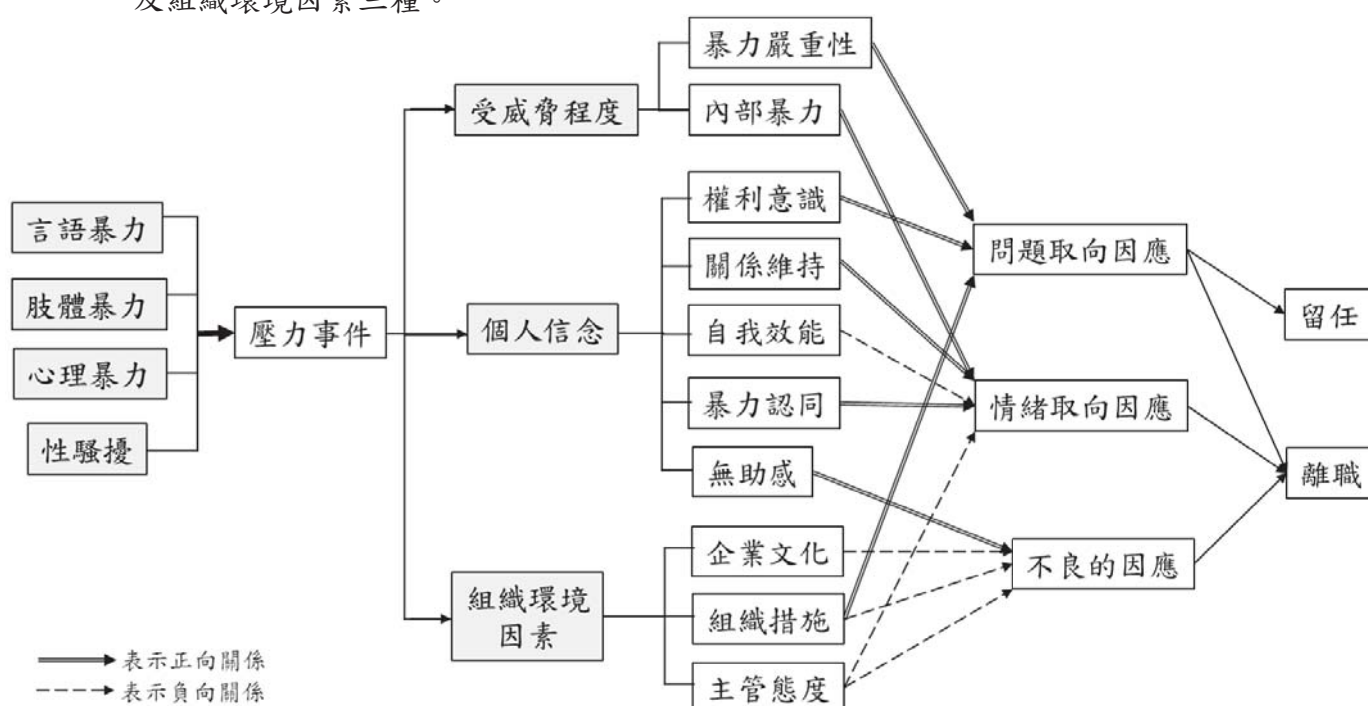 及組織環境因素三種。
暴力嚴重性
受威脅程度
內部暴力
權利意識
言語暴力
關係維持
問題取向因應
肢體暴力
壓力事件
個人信念
自我效能
留任
心理暴力
暴力認同
情緒取向因應
性騷擾
無助感
離職
企業文化
不良的因應
組織環境
因素
組織措施
表示正向關係
主管態度
表示負向關係